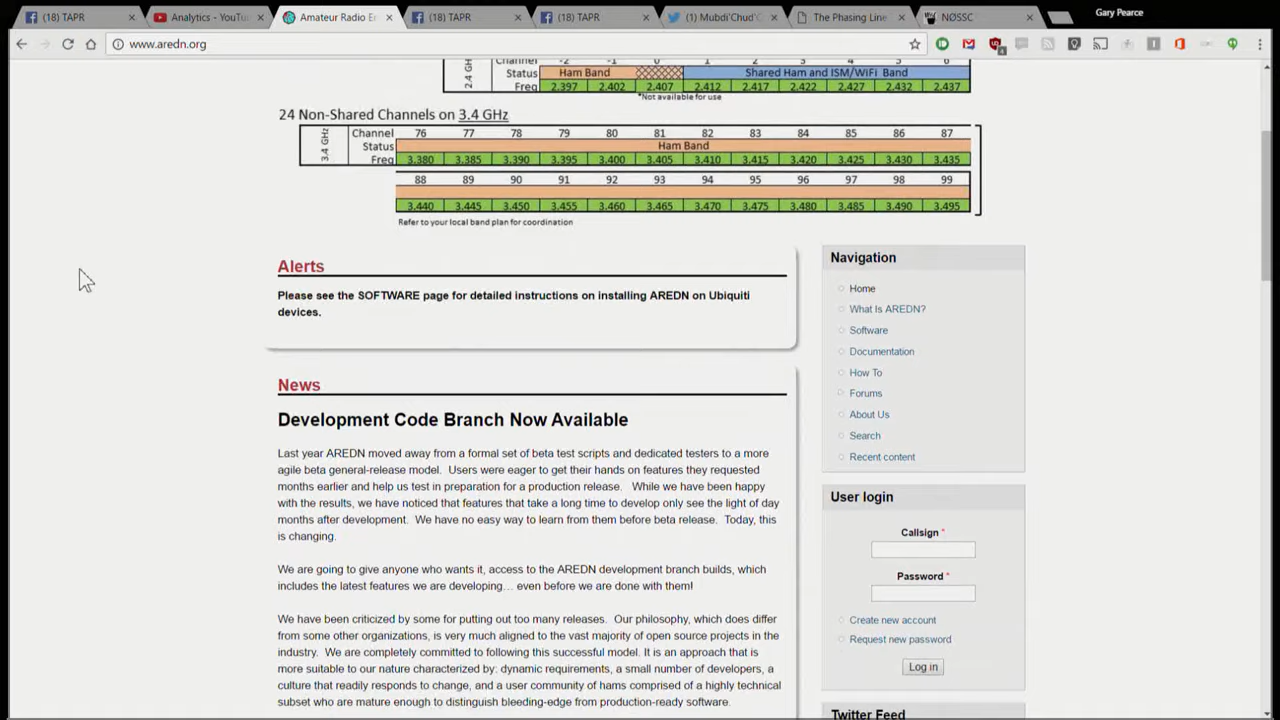 (18) TAPR
Analytics - YouTu
Amateur Radio E
(18) TAPR
(18) TAPR
(1) Mubdi'Chud'
The Phasing Line
NØSSC
Gary Pearce
www.aredn.org
2.4 GH
Channel -2 -1 0 1 2 3 4 5 6
Status Ham Band Shared Ham and ISM/WiFi Band
Freq 2.397 2.402 2.407 2.412 2.417 2.422 2.427 2.432 2.437
*Not available for use
24 Non-Shared Channels on 3.4 GHz
3.4 GHz
Channel 76 77 78 79 80 81 82 83 84 85 86 87
Status Ham Band
Freq 3.380 3.385 3.390 3.395 3.400 3.405 3.410 3.415 3.420 3.425 3.430 3.435
88 89 90 91 92 93 94 95 96 97 98 99
3.440 3.445 3.450 3.455 3.460 3.465 3.470 3.475 3.480 3.485 3.490 3.495
Refer to your local band plan for coordination
Alerts
Please see the SOFTWARE page for detailed instructions on installing AREDN on Ubiquiti
devices.
News
Development Code Branch Now Available
Last year AREDN moved away from a formal set of beta test scripts and dedicated testers to a more
agile beta general-release model. Users were eager to get their hands on features they requested
months earlier and help us test in preparation for a production release. While we have been happy
with the results, we have noticed that features that take a long time to develop only see the light of day
months after development. We have no easy way to learn from them before beta release. Today, this
is changing.
We are going to give anyone who wants it, access to the AREDN development branch builds, which
includes the latest features we are developing... even before we are done with them!
We have been criticized by some for putting out too many releases. Our philosophy, which does differ
from some other organizations, is very much aligned to the vast majority of open source projects in the
industry. We are completely committed to following this successful model. It is an approach that is
more suitable to our nature characterized by: dynamic requirements, a small number of developers, a
culture that readily responds to change, and a user community of hams comprised of a highly technical
subset who are mature enough to distinguish bleeding-edge from production-ready software.
Navigation
Home
What Is AREDN?
Software
Documentation
How To
Forums
About Us
Search
Recent content
User login
Callsign *
Password *
Create new account
Request new password
Log in
Twitter Feed